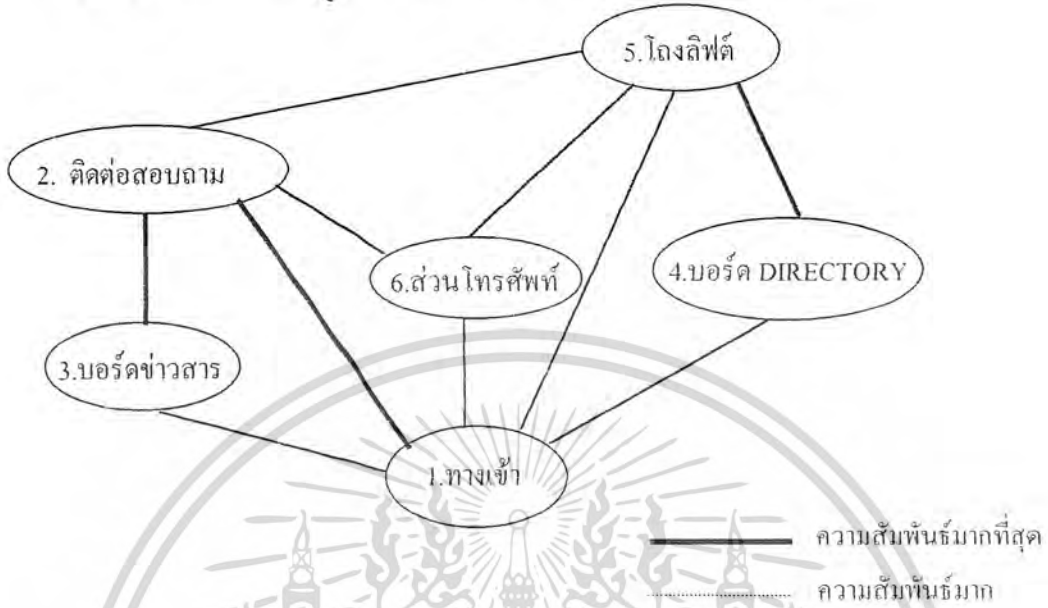 5.โถงลิฟต์
2. ติดต่อสอบถาม
6.ส่วนโทรศัพท์
4.บอร์ด DIRECTORY
3.บอร์ดข่าวสาร
1.ทางเข้า
ความสัมพันธ์มากที่สุด
ความสัมพันธ์มาก